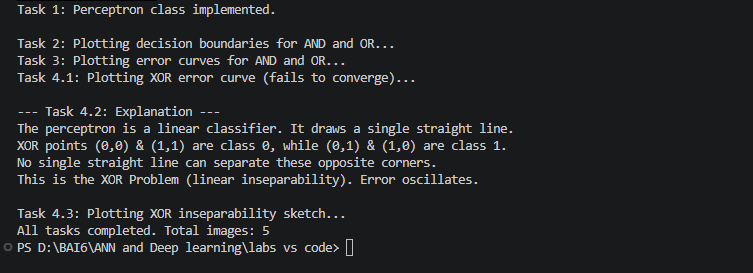 Task 1: Perceptron class implemented.
Task 2: Plotting decision boundaries for AND and OR...
Task 3: Plotting error curves for AND and OR...
Task 4.1: Plotting XOR error curve (fails to converge)...
--- Task 4.2: Explanation ---
The perceptron is a linear classifier. It draws a single straight line.
XOR points (0,0) & (1,1) are class 0, while (0,1) & (1,0) are class 1.
No single straight line can separate these opposite corners.
This is the XOR Problem (linear inseparability). Error oscillates.
Task 4.3: Plotting XOR inseparability sketch...
All tasks completed. Total images: 5
PS D:\BAI6\ANN and Deep learning\labs vs code>